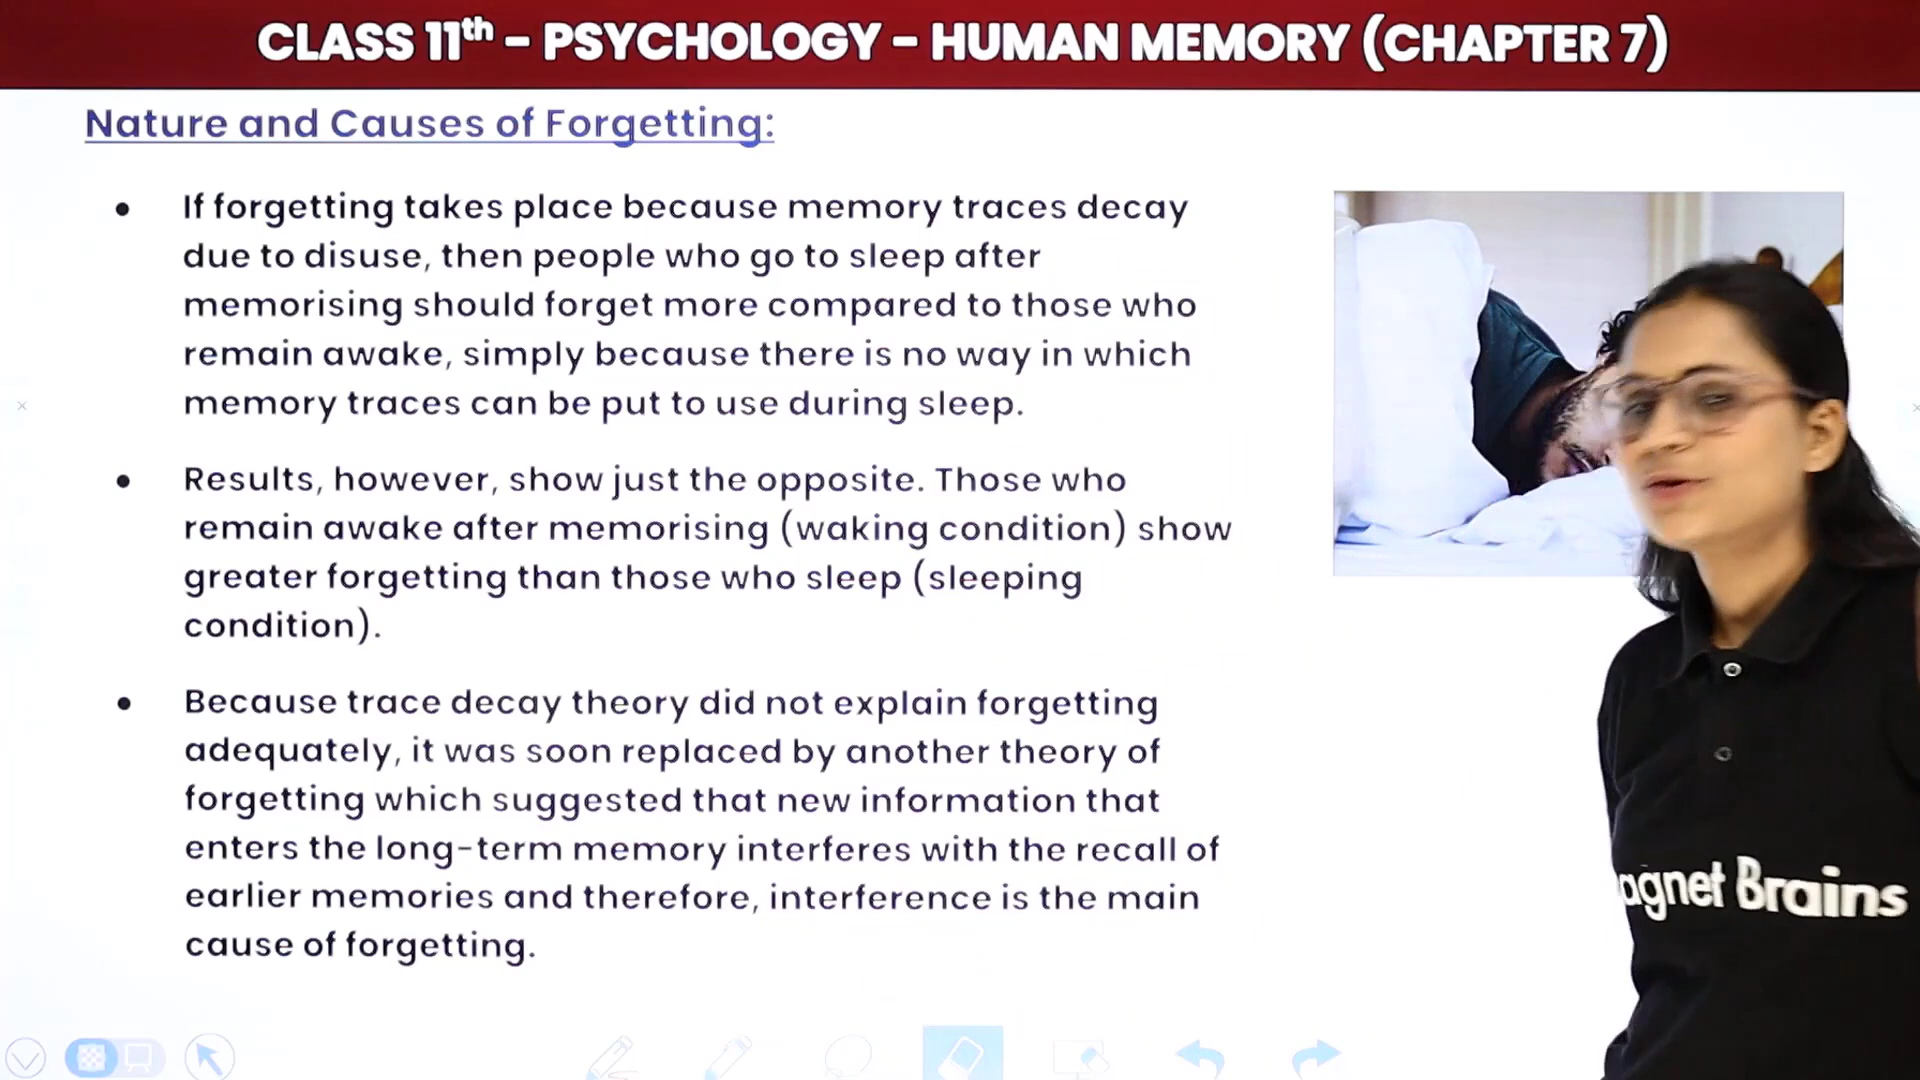 CLASS 11th – PSYCHOLOGY – HUMAN MEMORY (CHAPTER 7)
Nature and Causes of Forgetting:
• If forgetting takes place because memory traces decay
due to disuse, then people who go to sleep after
memorising should forget more compared to those who
remain awake, simply because there is no way in which
memory traces can be put to use during sleep.
• Results, however, show just the opposite. Those who
remain awake after memorising (waking condition) show
greater forgetting than those who sleep (sleeping
condition).
• Because trace decay theory did not explain forgetting
adequately, it was soon replaced by another theory of
forgetting which suggested that new information that
enters the long-term memory interferes with the recall of
earlier memories and therefore, interference is the main
cause of forgetting.
agnet Brains